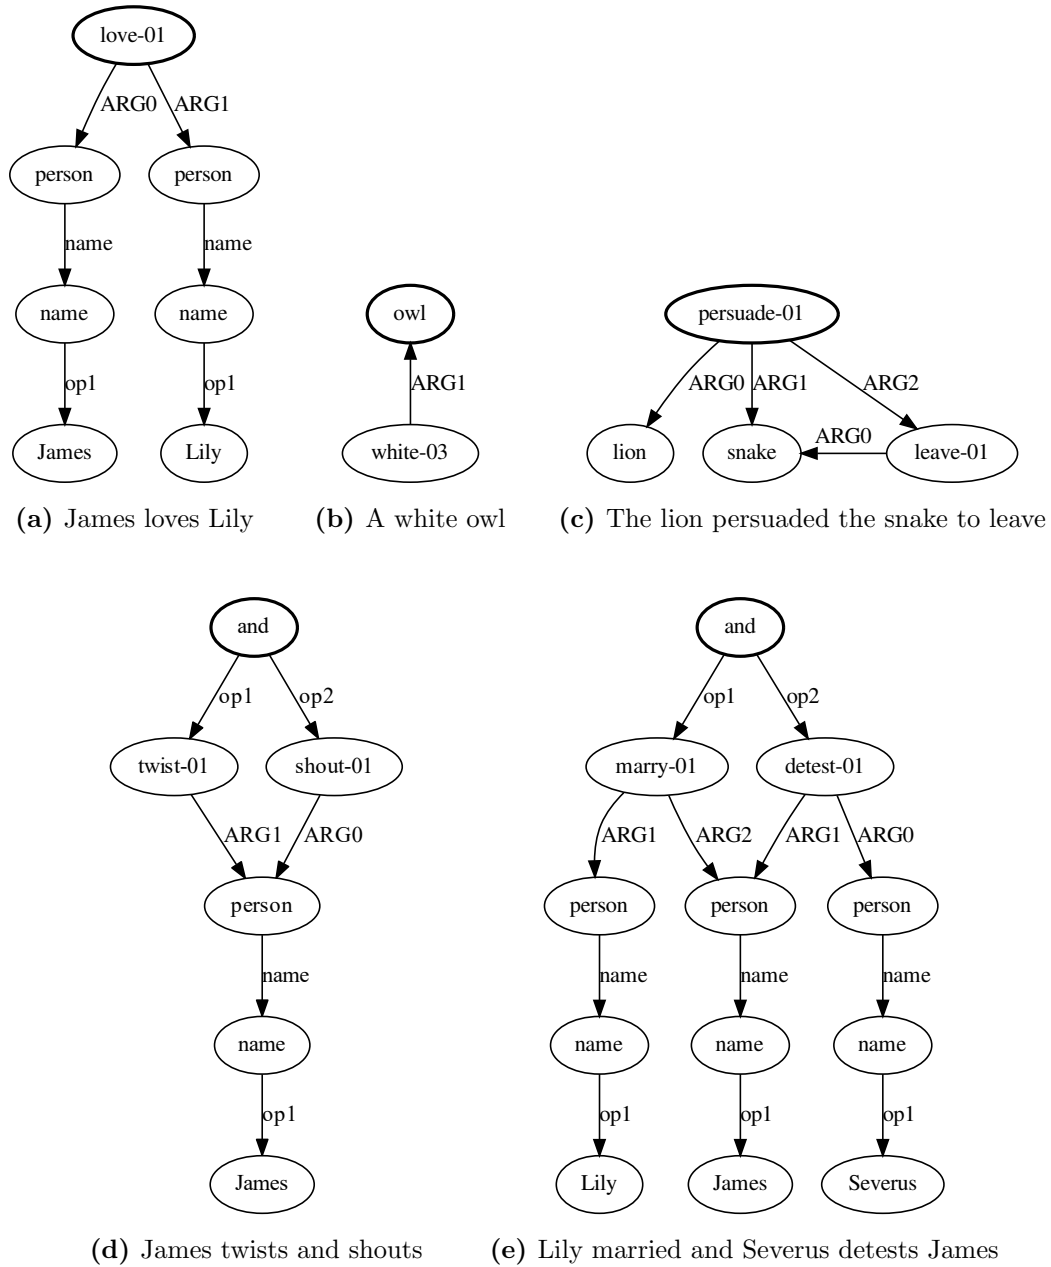 love-01
ARG0 ARG1
person person
name name
name name owl persuade-01
op1 op1 ARG1 ARG0 ARG1 ARG2
ARG0
James Lily white-03 lion snake leave-01
(a) James loves Lily (b) A white owl (c) The lion persuaded the snake to leave
and and
op1 op2 op1 op2
twist-01 shout-01 marry-01 detest-01
ARG1 ARG0 ARG1 ARG2 ARG1 ARG0
person person person person
name name name name
name name name name
op1 op1 op1 op1
James Lily James Severus
(d) James twists and shouts (e) Lily married and Severus detests James